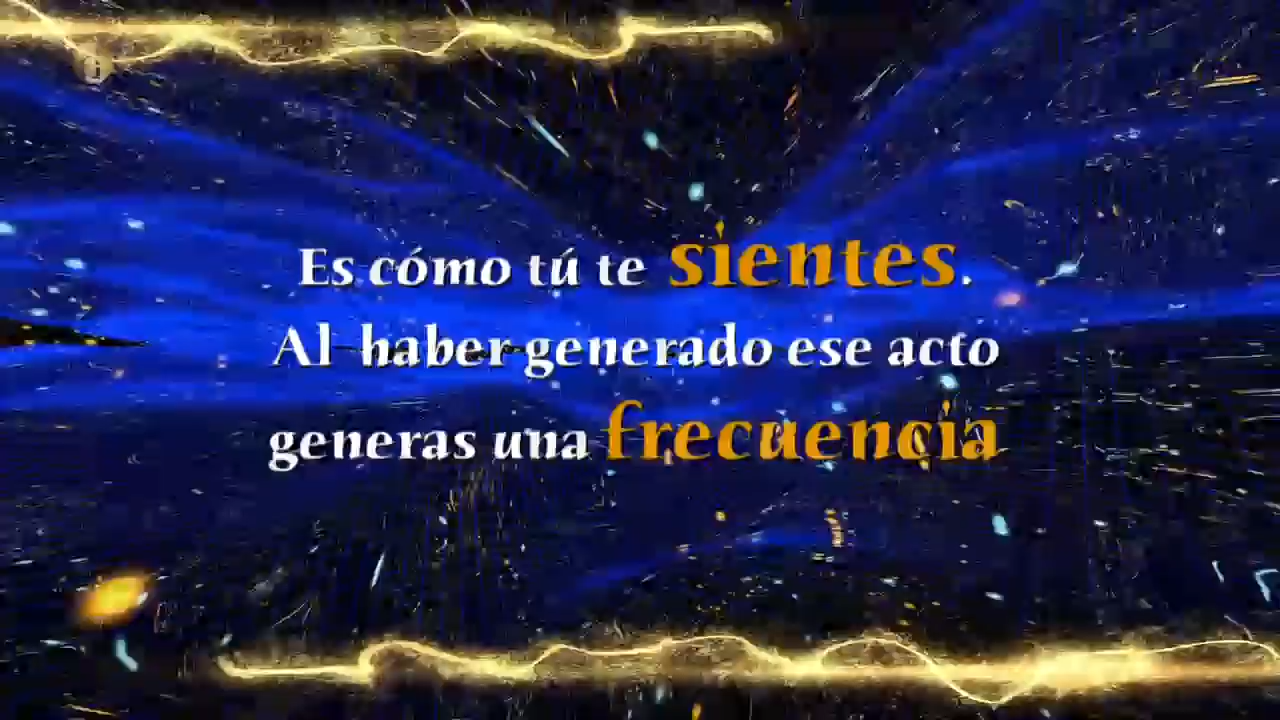 Es cómo tú te sientes.
Al haber generado ese acto
generas una frecuencia